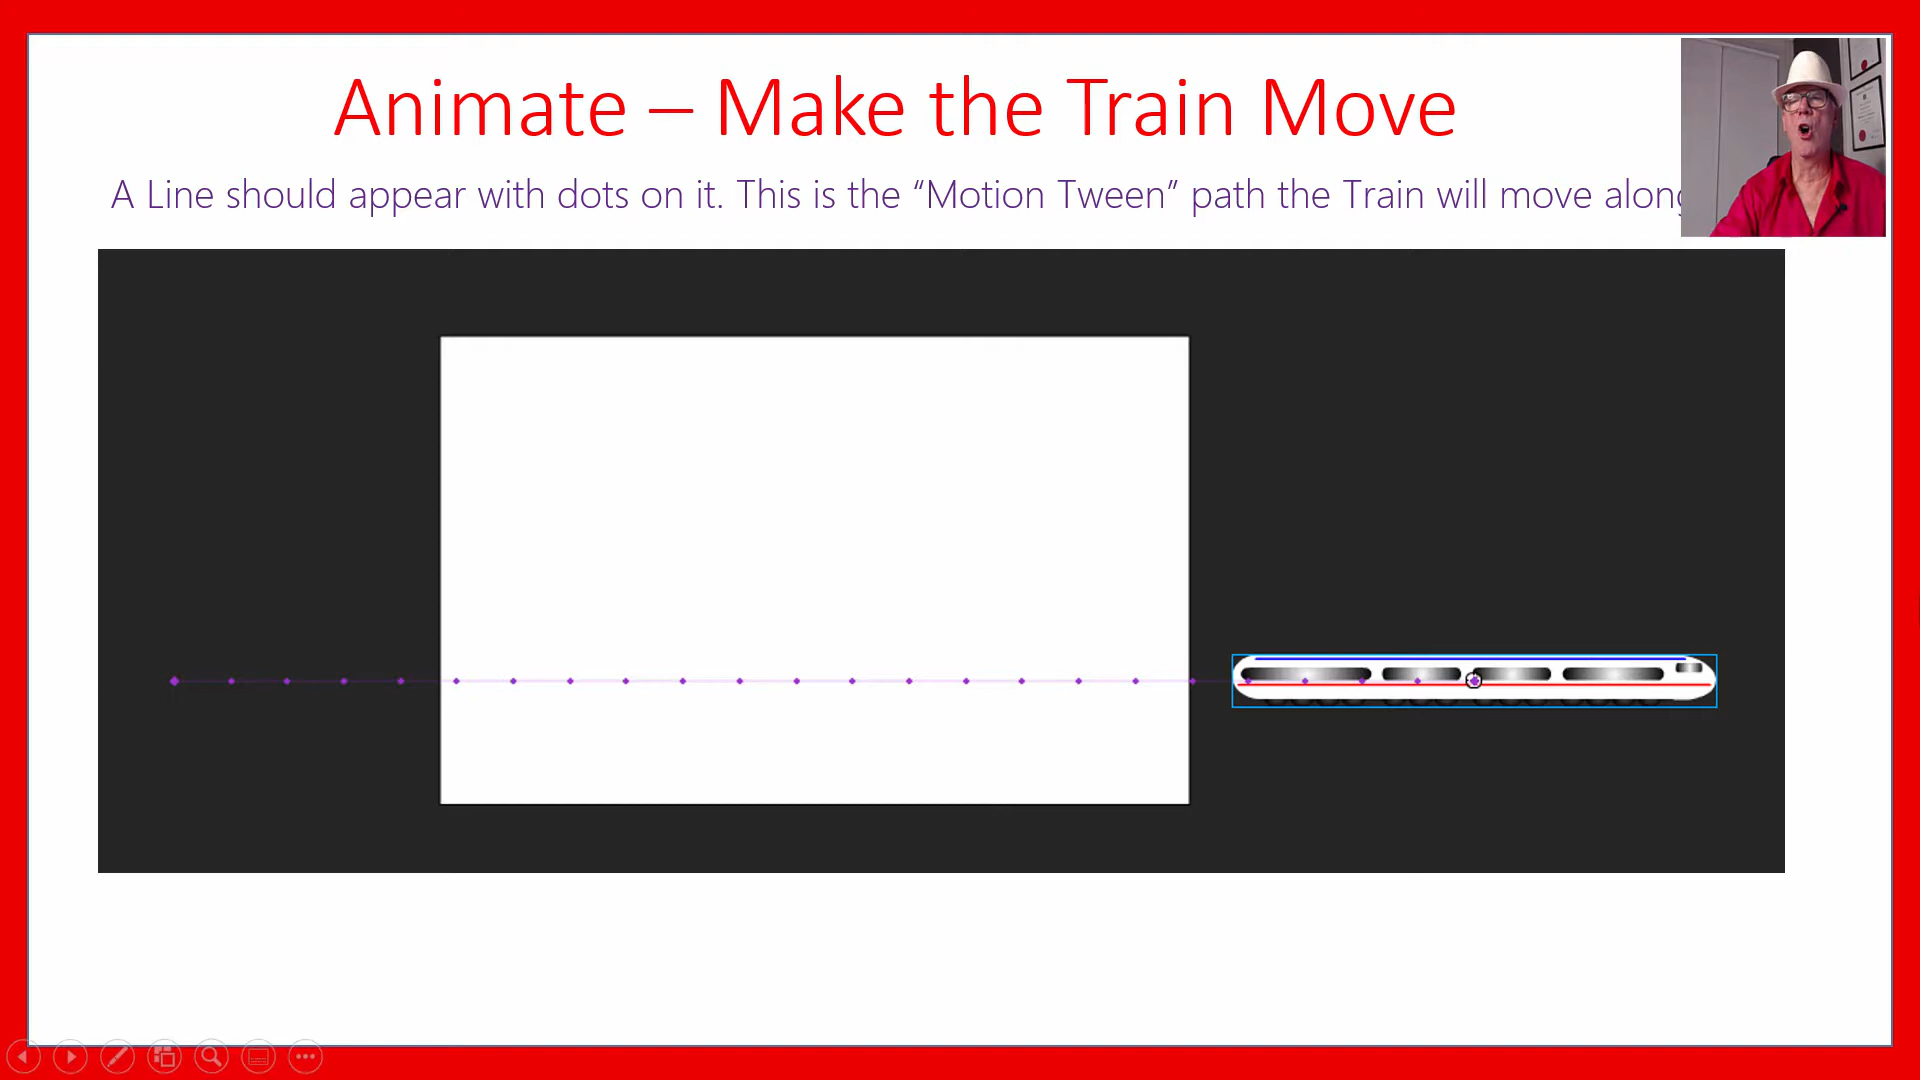 Animate – Make the Train Move
A Line should appear with dots on it. This is the “Motion Tween” path the Train will move along